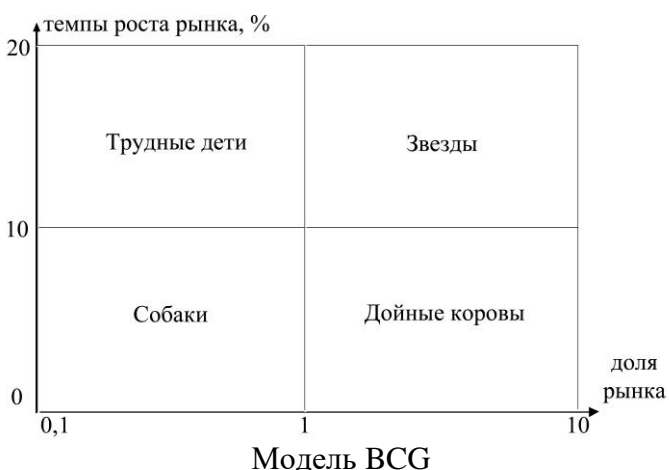 темпы роста рынка, %
20
Трудные дети
Звезды
10
Собаки
Дойные коровы
доля
рынка
0
0,1
1
10
Модель BCG